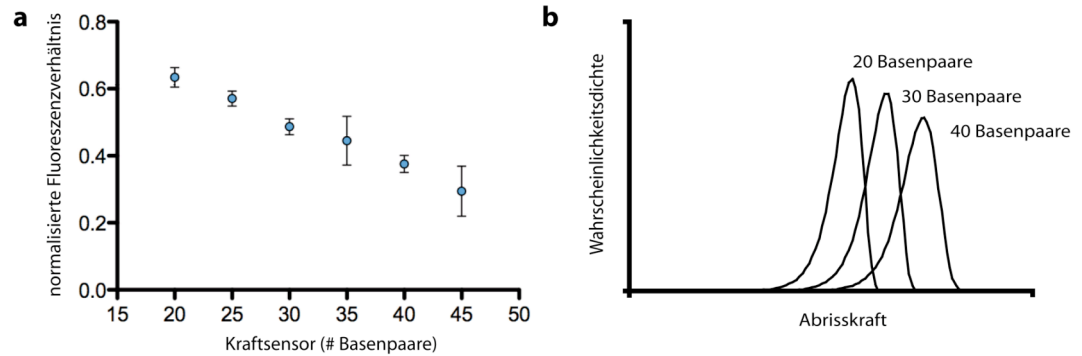 a
normalisierte Fluoreszenzverhältnis
0.8
0.6
0.4
0.2
0.0
15 20 25 30 35 40 45 50
Kraftsensor (# Basenpaare)
b
Wahrscheinlichkeitsdichte
20 Basenpaare
30 Basenpaare
40 Basenpaare
Abrisskraft